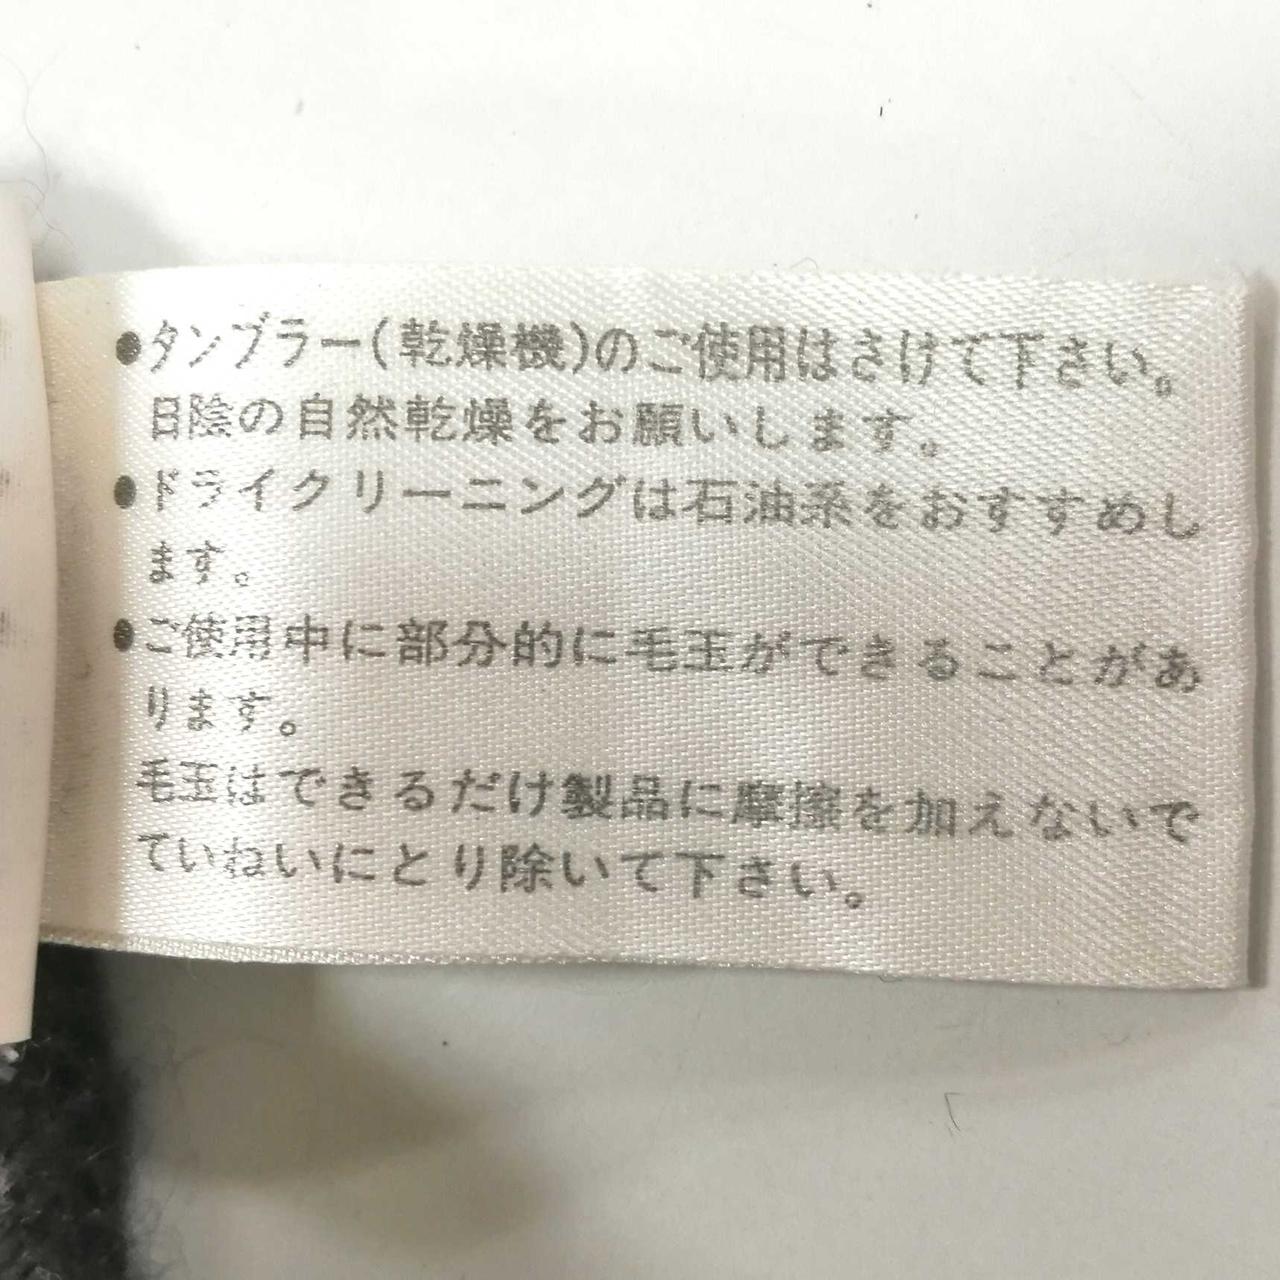 ●タンブラー(乾燥機)のご使用はさけて下さい。
日陰の自然乾燥をお願いします。
●ドライクリーニングは石油系をおすすめし
ます。
●ご使用中に部分的に毛玉ができることがあ
ります。
毛玉はできるだけ製品に摩擦を加えないで
ていねいにとり除いて下さい。